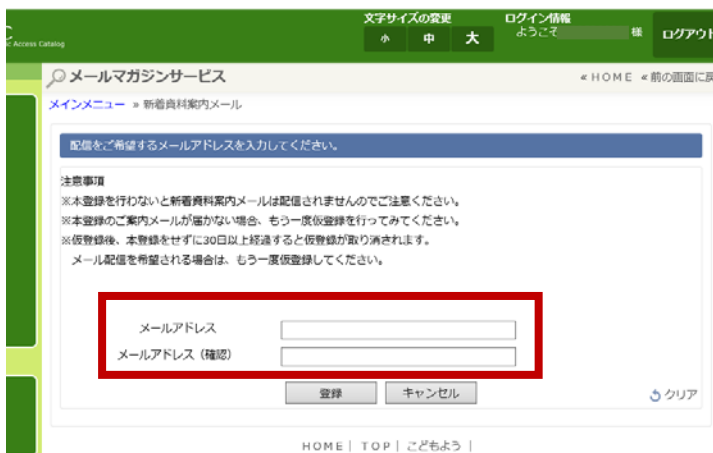 文字サイズの変更
ログイン情報
C
ic Access Catalog
小 中 大
ようこそ 様
ログアウト
メールマガジンサービス
«HOME «前の画面に戻
メインメニュー » 新着資料案内メール
配信をご希望するメールアドレスを入力してください。
注意事項
※本登録を行わないと新着資料案内メールは配信されませんのでご注意ください。
※本登録のご案内メールが届かない場合、もう一度仮登録を行ってみてください。
※仮登録後、本登録をせずに30日以上経過すると仮登録が取り消されます。
メール配信を希望される場合は、もう一度仮登録してください。
メールアドレス
メールアドレス（確認）
登録 キャンセル
クリア
HOME| TOP| こどもよう |